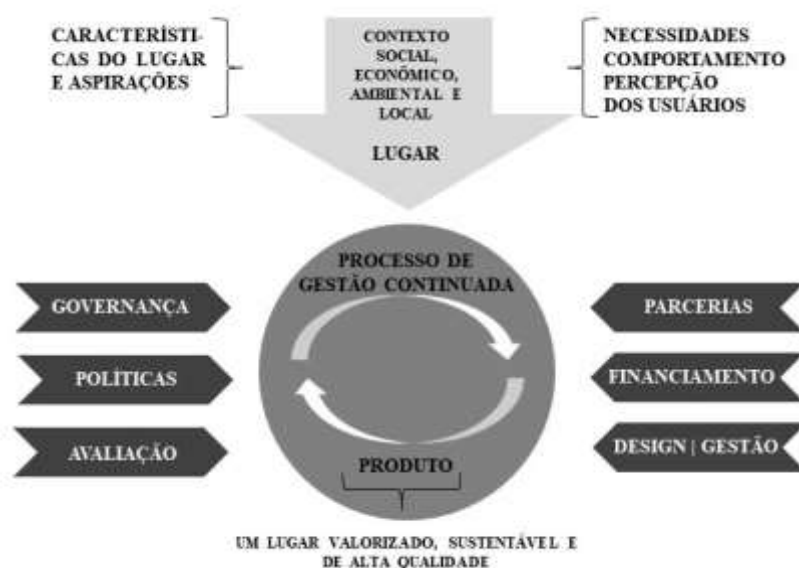 CARACTERÍSTI-
CAS DO LUGAR
E ASPIRAÇÕES
CONTEXTO
SOCIAL,
ECONÔMICO,
AMBIENTAL E
LOCAL
LUGAR
NECESSIDADES
COMPORTAMENTO
PERCEPÇÃO
DOS USUÁRIOS
PROCESSO DE
GESTÃO CONTINUADA
GOVERNANÇA
POLÍTICAS
AVALIAÇÃO
PARCERIAS
FINANCIAMENTO
DESIGN | GESTÃO
PRODUTO
UM LUGAR VALORIZADO, SUSTENTÁVEL E
DE ALTA QUALIDADE